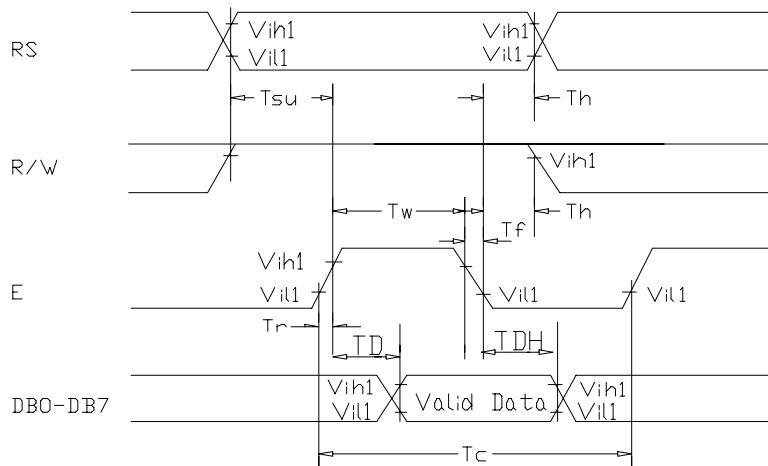 Vih1 Vih1
RS
Vil1 Vil1
Tsu Th
R/W Vih1
Tw Th
Tf
Vih1
E Vil1 Vil1 Vil1
Tr TD TDH
Vih1 Vih1
DB0-DB7 Vil1 Valid Data Vil1
Tc